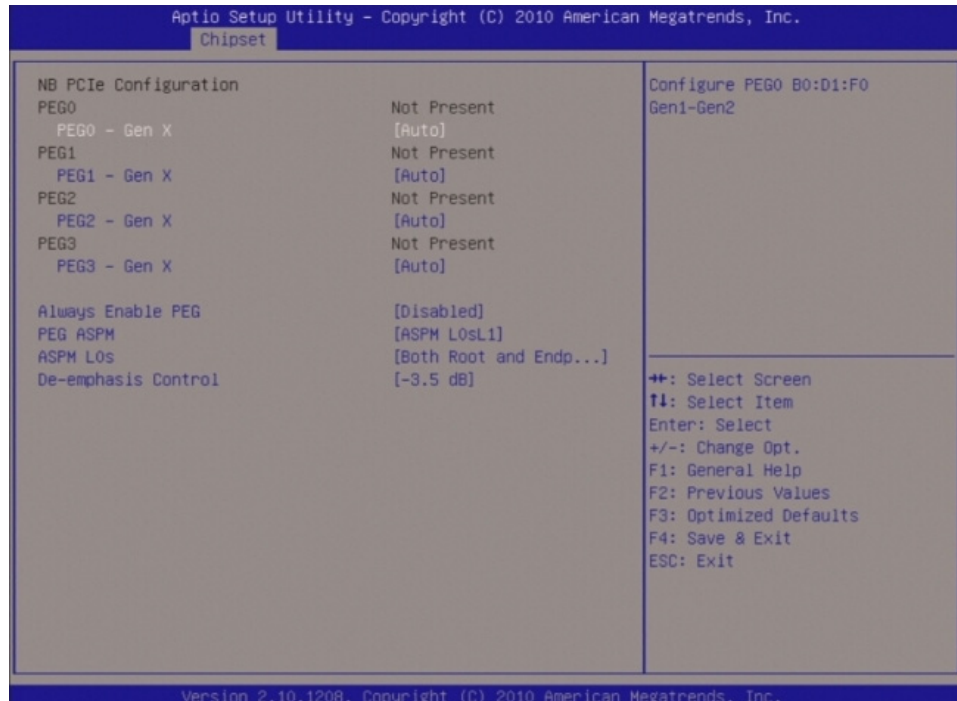 Aptio Setup Utility – Copyright (C) 2010 American Megatrends, Inc.
Chipset
NB PCIe Configuration
PEG0 Not Present
PEG0 – Gen X [Auto]
PEG1 Not Present
PEG1 – Gen X [Auto]
PEG2 Not Present
PEG2 – Gen X [Auto]
PEG3 Not Present
PEG3 – Gen X [Auto]
Always Enable PEG [Disabled]
PEG ASPM [ASPM L0sL1]
ASPM L0s [Both Root and Endp...]
De-emphasis Control [-3.5 dB]
Configure PEG0 B0:D1:F0
Gen1-Gen2
→←: Select Screen
↑↓: Select Item
Enter: Select
+/-: Change Opt.
F1: General Help
F2: Previous Values
F3: Optimized Defaults
F4: Save & Exit
ESC: Exit
Version 2.10.1208. Copyright (C) 2010 American Megatrends, Inc.